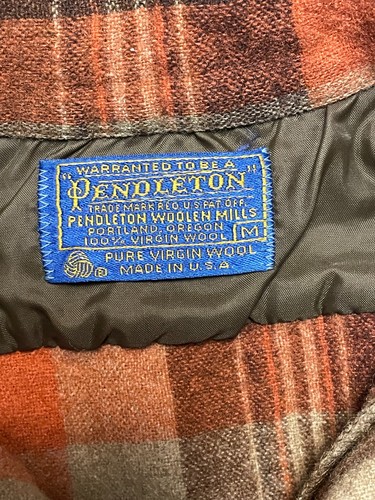 WARRANTED TO BE A
"PENDLETON"
TRADE MARK REG. U.S. PAT. OFF.
PENDLETON WOOLEN MILLS
PORTLAND, OREGON
100% VIRGIN WOOL M
R PURE VIRGIN WOOL
MADE IN U.S.A.